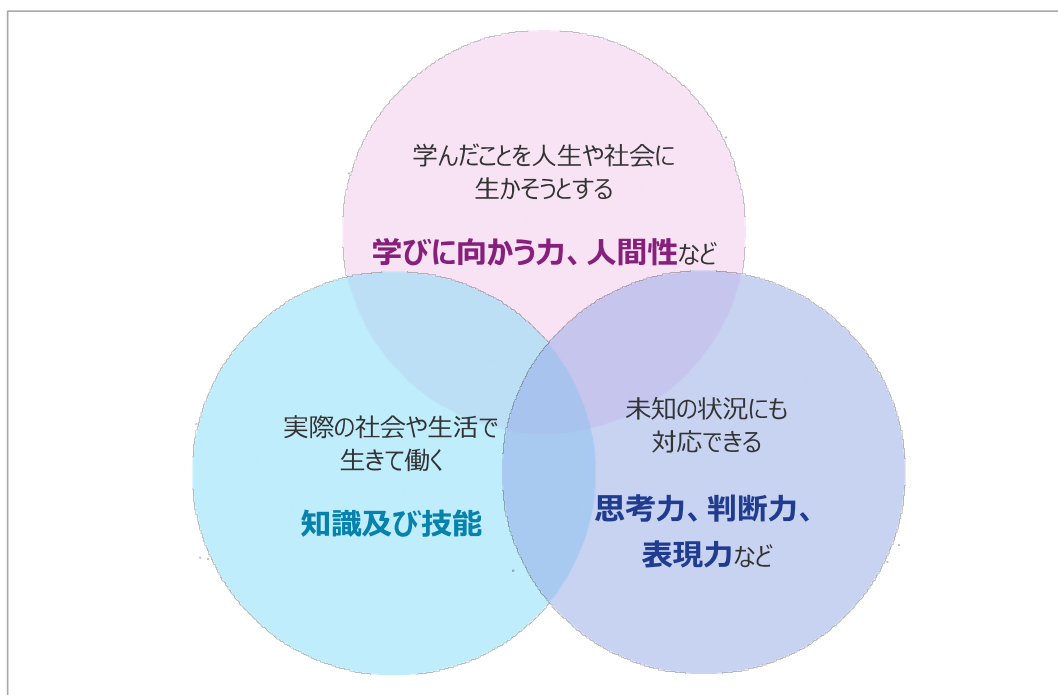 学んだことを人生や社会に
生かそうとする
学びに向かう力、人間性など
実際の社会や生活で
生きて働く
知識及び技能
未知の状況にも
対応できる
思考力、判断力、
表現力など